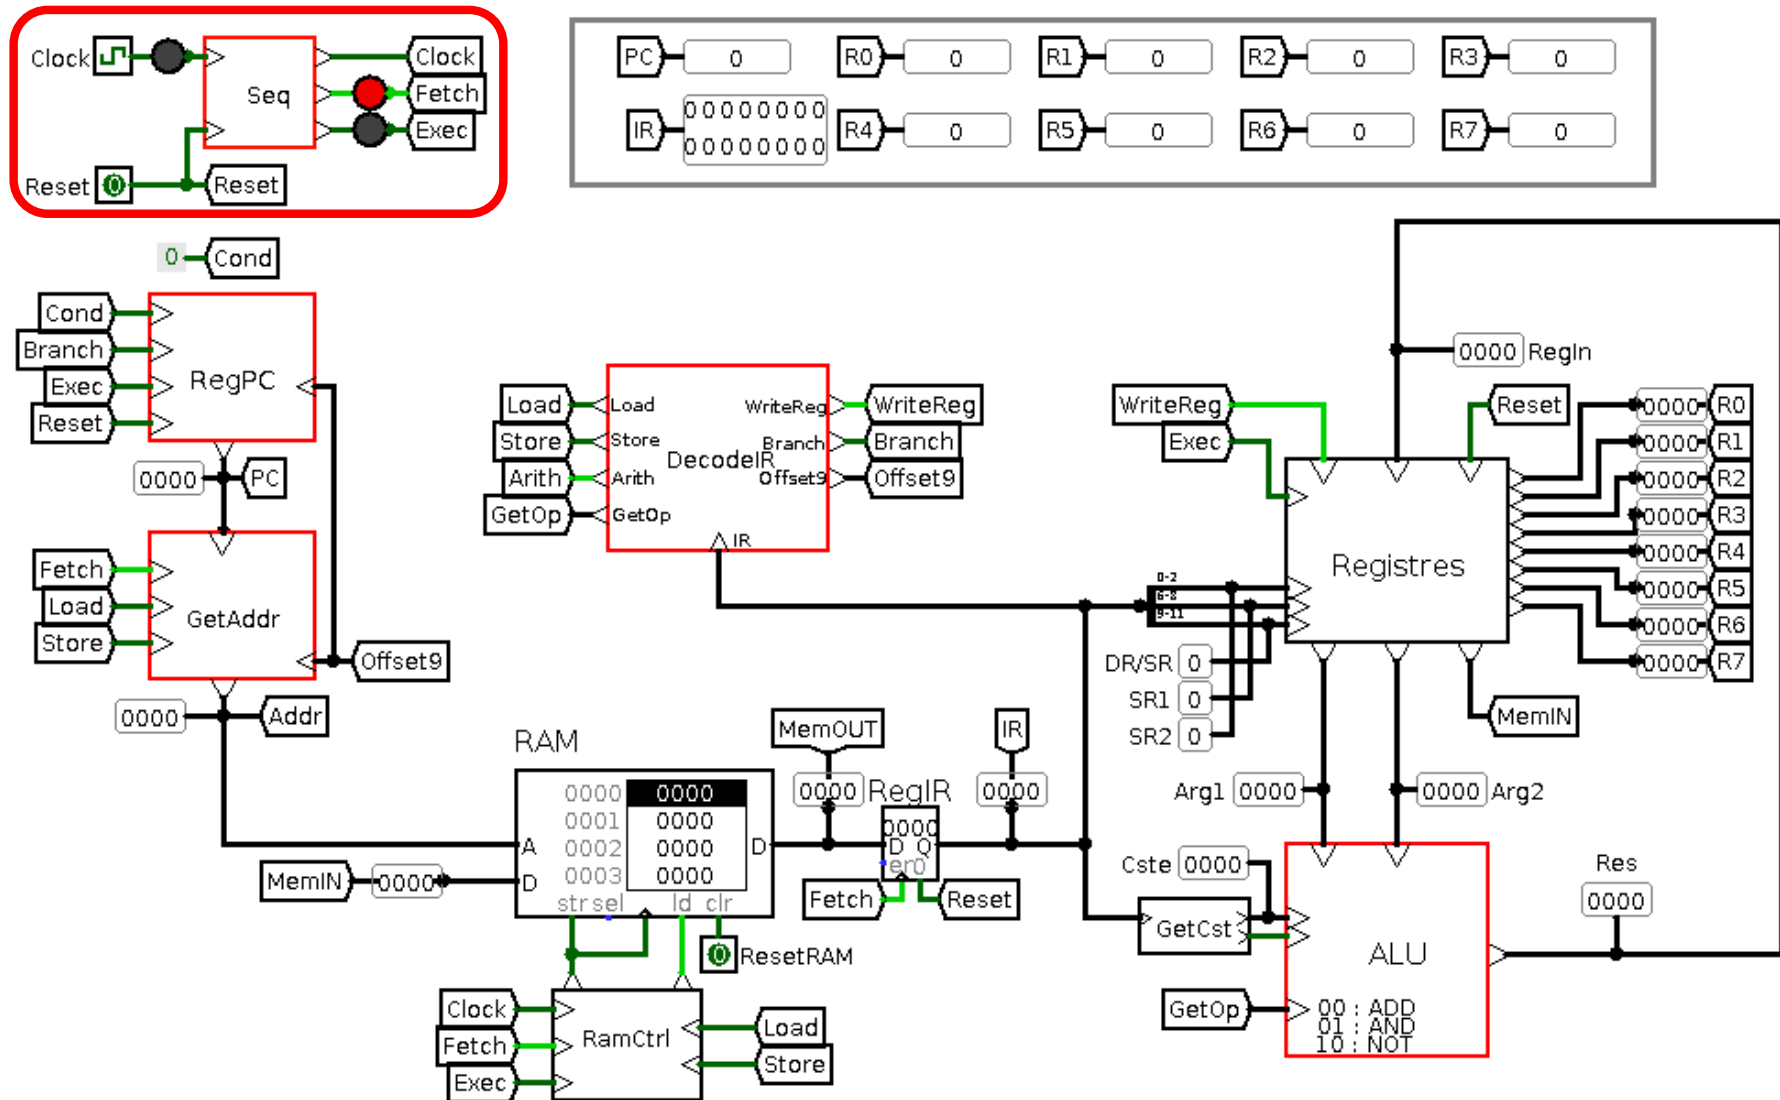 Clock Seq Clock
Fetch
Exec
Reset 0 Reset
PC 0 R0 0 R1 0 R2 0 R3 0
IR 00000000 00000000 R4 0 R5 0 R6 0 R7 0
0 Cond
Cond
Branch
Exec
Reset
RegPC
0000 PC
Fetch
Load
Store
GetAddr
Offset9
0000 Addr
Load Load WriteReg WriteReg
Store Store Branch Branch
DecodeIR
Arith Arith Offset9 Offset9
GetOp GetOp
IR
0000 RegIn
WriteReg Reset
Exec
Registres
0-2
6-8
9-11
0000 R0
0000 R1
0000 R2
0000 R3
0000 R4
0000 R5
0000 R6
0000 R7
DR/SR 0
SR1 0
SR2 0
MemIN
RAM
0000 0000
0001 0000
0002 0000
0003 0000
A D
D
str sel ld clr
MemIN 0000
MemOUT
0000
RegIR
0000
D Q
en 0
Fetch Reset
IR
0000
0 ResetRAM
Clock
Fetch
Exec
RamCtrl
Load
Store
Arg1 0000
0000 Arg2
Cste 0000
GetCst
GetOp
ALU
00 : ADD
01 : AND
10 : NOT
Res
0000